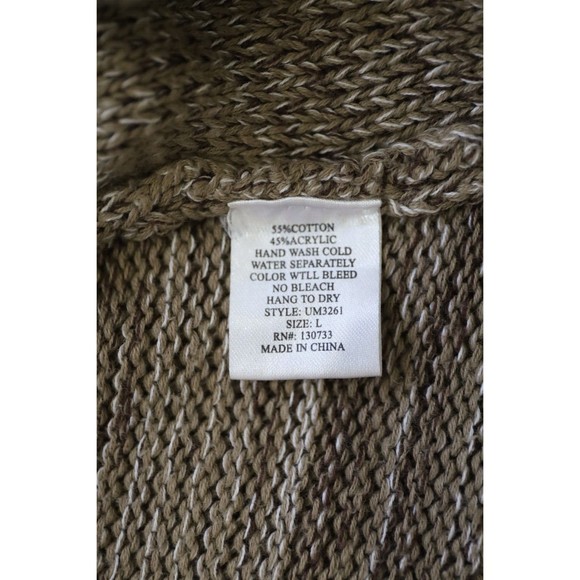 55%COTTON
45%ACRYLIC
HAND WASH COLD
WATER SEPARATELY
COLOR WTLL BLEED
NO BLEACH
HANG TO DRY
STYLE: UM3261
SIZE: L
RN#: 130733
MADE IN CHINA